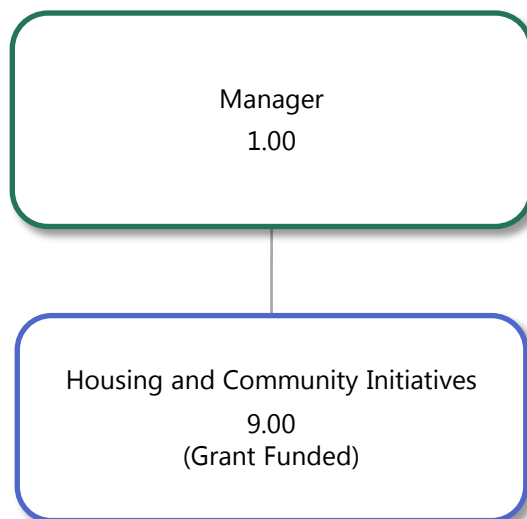 Manager
1.00
Housing and Community Initiatives
9.00
(Grant Funded)